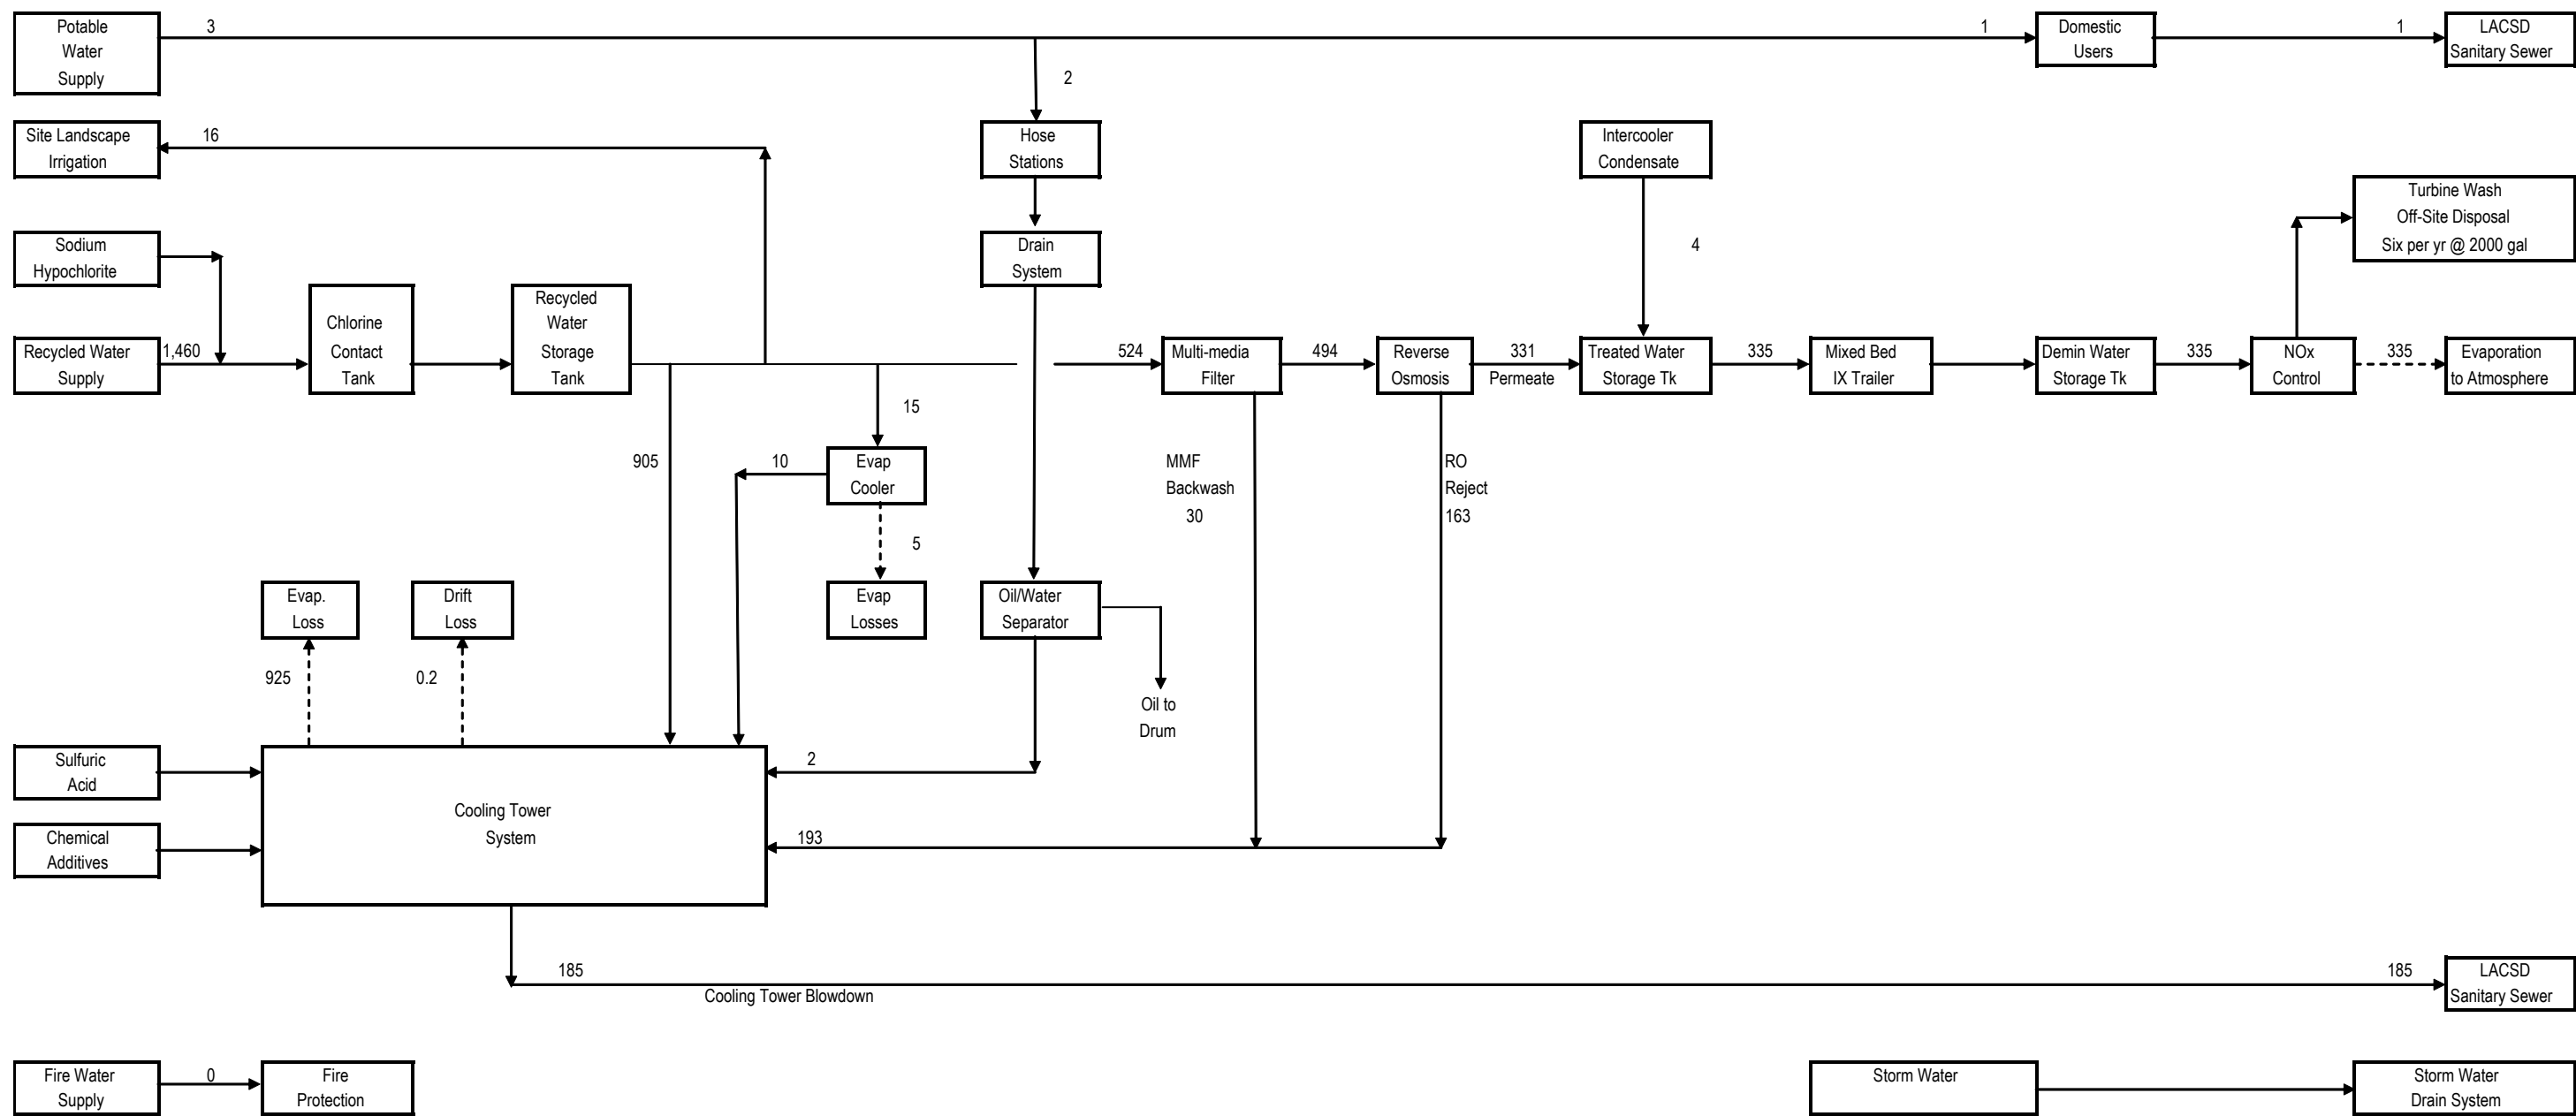 Potable
Water
Supply
3
1
Domestic
Users
1
LACSD
Sanitary Sewer
2
Site Landscape
Irrigation
16
Hose
Stations
Intercooler
Condensate
Turbine Wash
Off-Site Disposal
Six per yr @ 2000 gal
Sodium
Hypochlorite
Drain
System
4
Recycled Water
Supply
1,460
Chlorine
Contact
Tank
Recycled
Water
Storage
Tank
524
Multi-media
Filter
494
Reverse
Osmosis
331
Permeate
Treated Water
Storage Tk
335
Mixed Bed
IX Trailer
Demin Water
Storage Tk
335
NOx
Control
335
Evaporation
to Atmosphere
15
905
10
Evap
Cooler
MMF
Backwash
30
RO
Reject
163
5
Evap.
Loss
Drift
Loss
Evap
Losses
Oil/Water
Separator
925
0.2
Oil to
Drum
Sulfuric
Acid
2
Cooling Tower
System
Chemical
Additives
193
185
Cooling Tower Blowdown
185
LACSD
Sanitary Sewer
Fire Water
Supply
0
Fire
Protection
Storm Water
Storm Water
Drain System